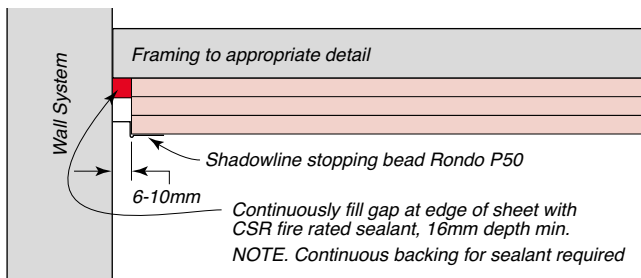 Framing to appropriate detail
Wall System
Shadowline stopping bead Rondo P50
6-10mm
Continuously fill gap at edge of sheet with
CSR fire rated sealant, 16mm depth min.
NOTE. Continuous backing for sealant required